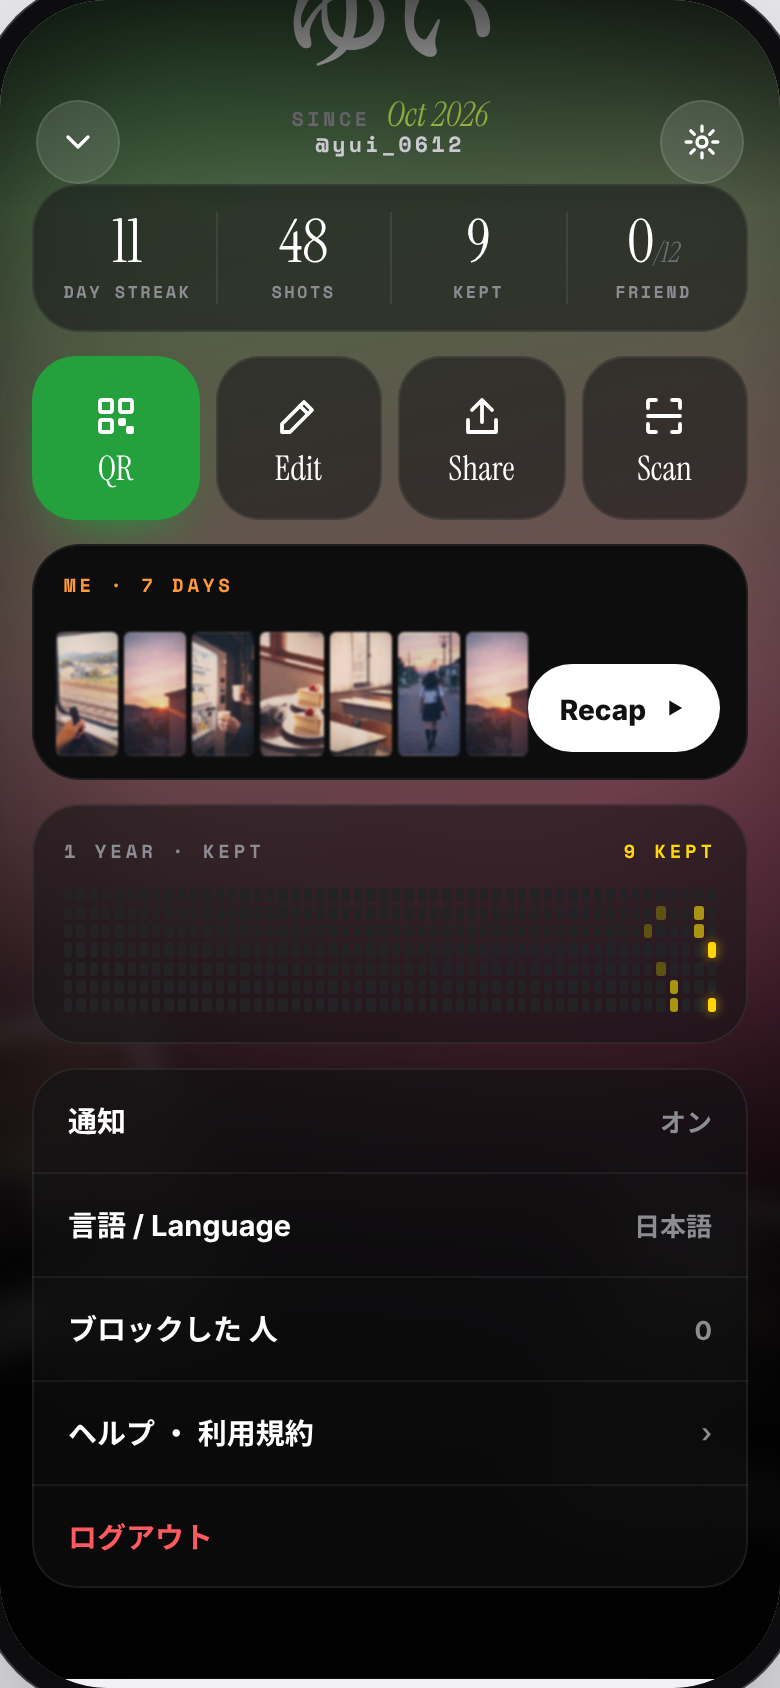 ゆい
SINCE Oct 2026
@yui_0612
11 48 9 0/12
DAY STREAK SHOTS KEPT FRIEND
QR Edit Share Scan
ME · 7 DAYS
Recap
1 YEAR · KEPT 9 KEPT
通知 オン
言語 / Language 日本語
ブロックした人 0
ヘルプ ・ 利用規約
ログアウト